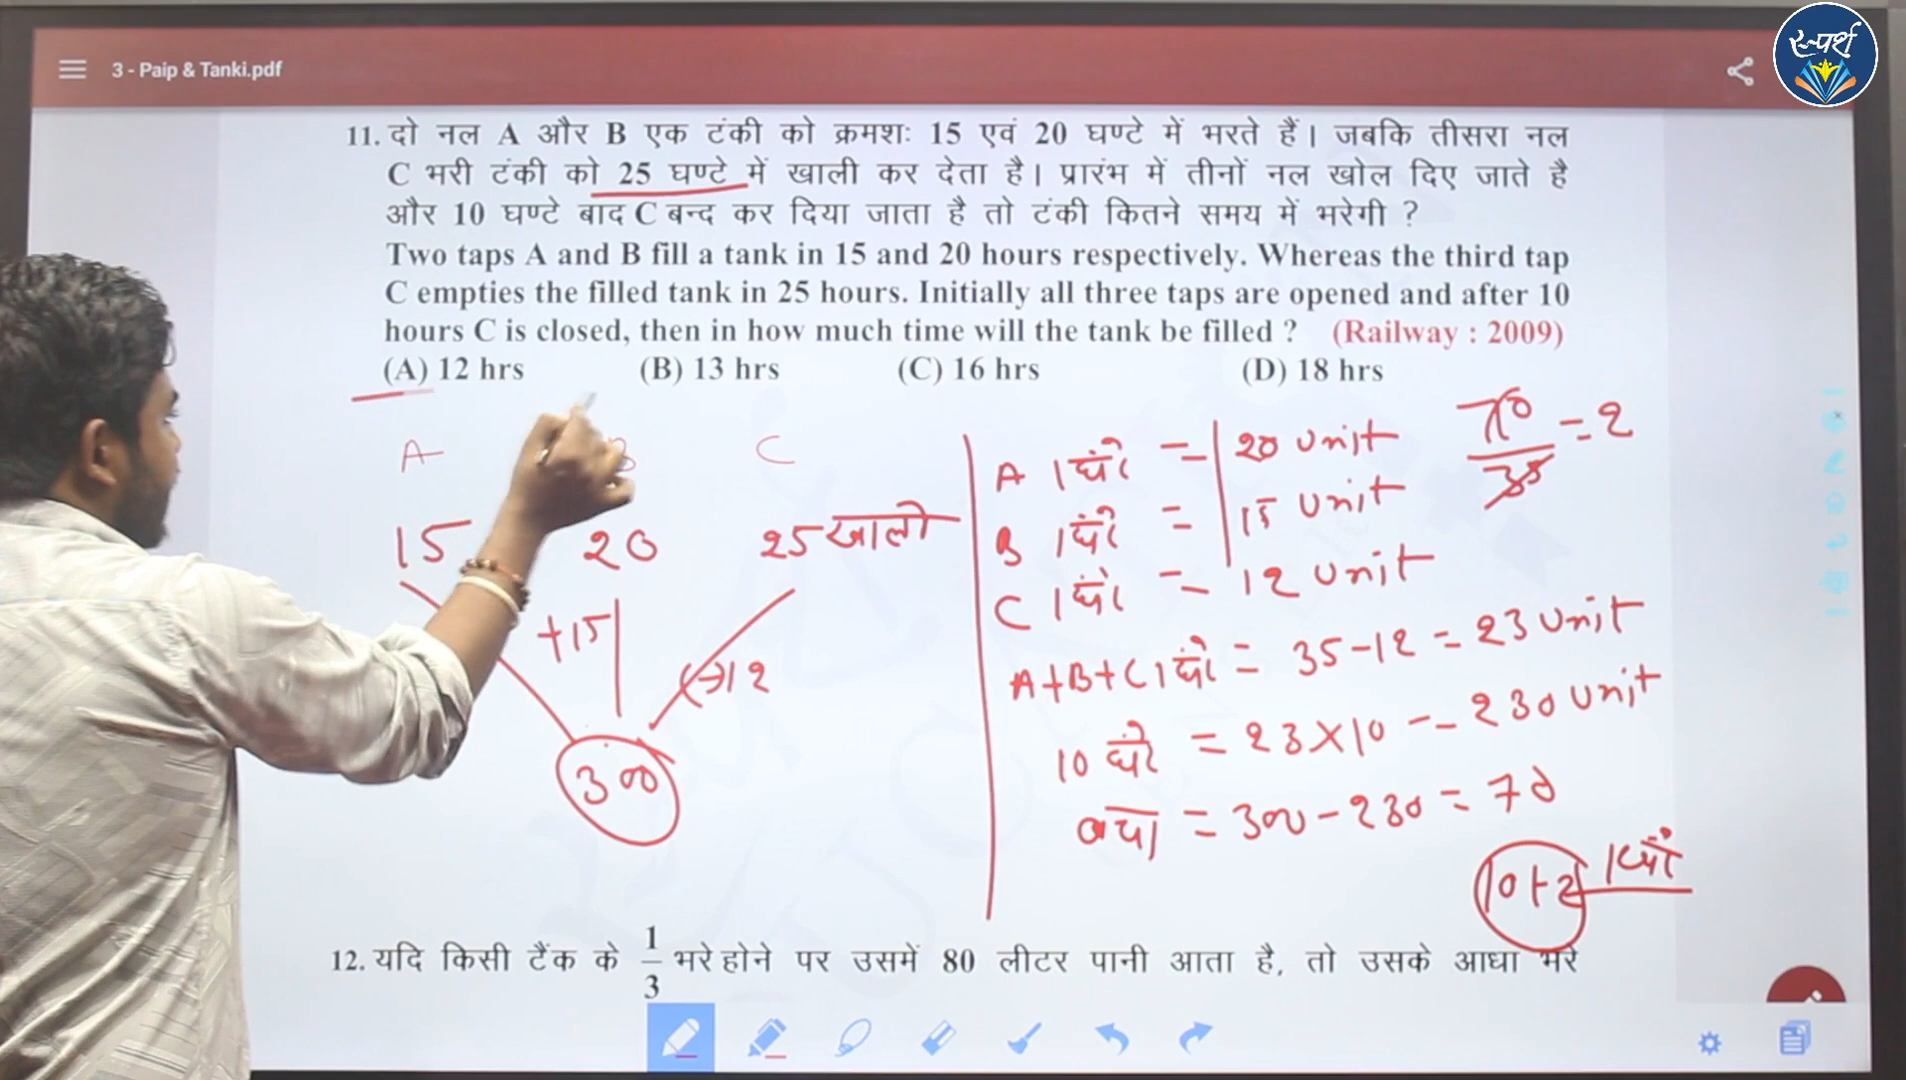 स्पर्श
3 - Paip & Tanki.pdf
11. दो नल A और B एक टंकी को क्रमशः 15 एवं 20 घण्टे में भरते हैं। जबकि तीसरा नल
C भरी टंकी को 25 घण्टे में खाली कर देता है। प्रारंभ में तीनों नल खोल दिए जाते है
और 10 घण्टे बाद C बन्द कर दिया जाता है तो टंकी कितने समय में भरेगी ?
Two taps A and B fill a tank in 15 and 20 hours respectively. Whereas the third tap
C empties the filled tank in 25 hours. Initially all three taps are opened and after 10
hours C is closed, then in how much time will the tank be filled ? (Railway : 2009)
(A) 12 hrs (B) 13 hrs (C) 16 hrs (D) 18 hrs
A B C
15 20 25 खाली
+15 (-)12
300
A 1घं० = 20 unit
B 1घं० = 15 unit
C 1घं० = 12 unit
70/35 = 2
A+B+C 1घं० = 35-12 = 23 unit
10 घं० = 23×10 = 230 unit
बचा = 300-230 = 70
10+2
12. यदि किसी टैंक के 1/3 भरे होने पर उसमें 80 लीटर पानी आता है, तो उसके आधा भरे